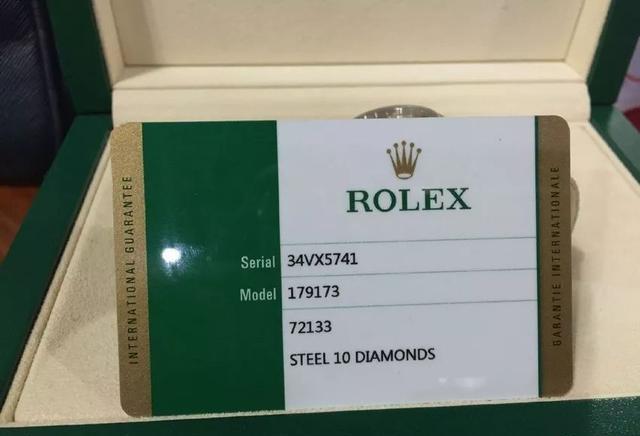 INTERNATIONAL GUARANTEE
ROLEX
Serial 34VX5741
Model 179173
72133
STEEL 10 DIAMONDS
GARANTIE INTERNATIONALE